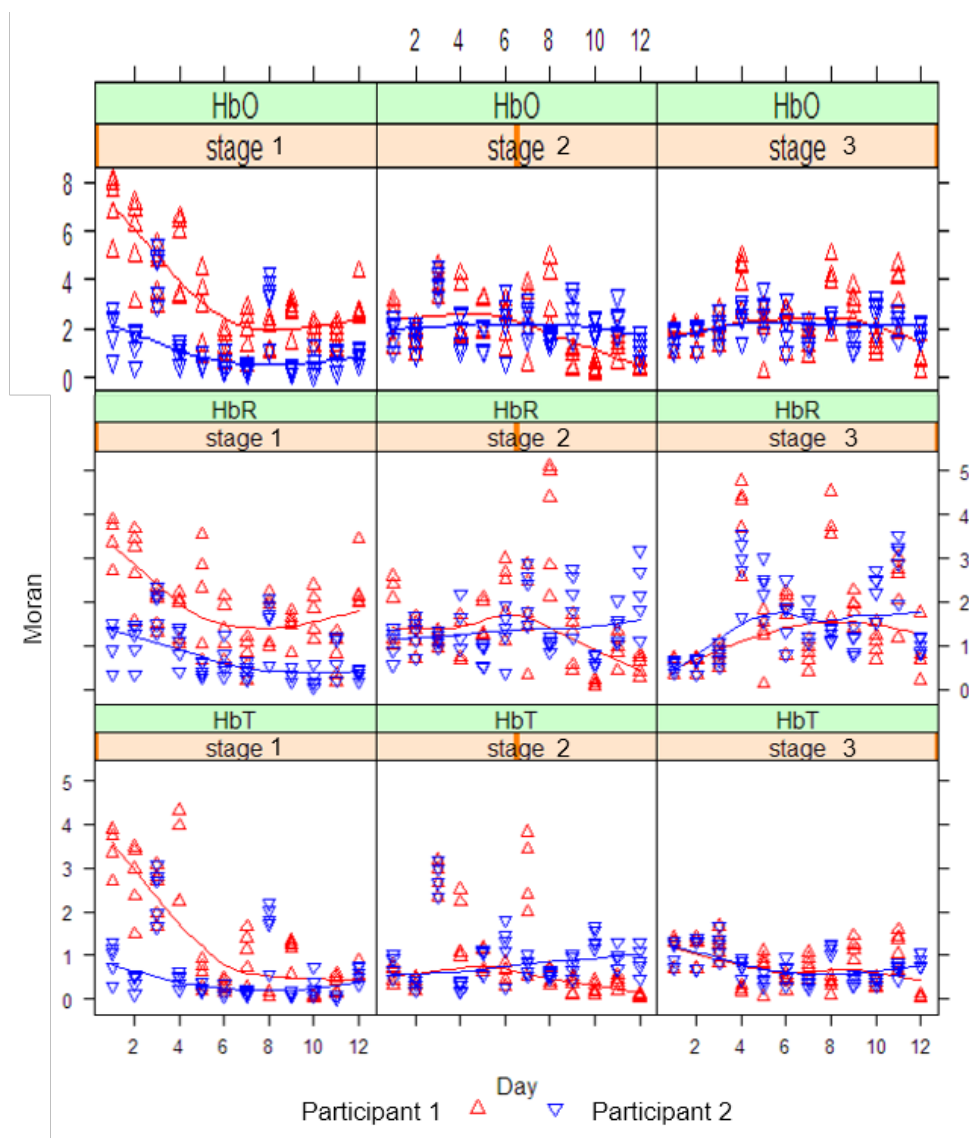 2 4 6 8 10 12
HbO HbO HbO
stage 1 stage 2 stage 3
8
6
4
2
0
HbR HbR HbR
stage 1 stage 2 stage 3
5
4
3
2
1
0
Moran
HbT HbT HbT
stage 1 stage 2 stage 3
5
4
3
2
1
0
2 4 6 8 10 12 2 4 6 8 10 12
Day
Participant 1 Participant 2